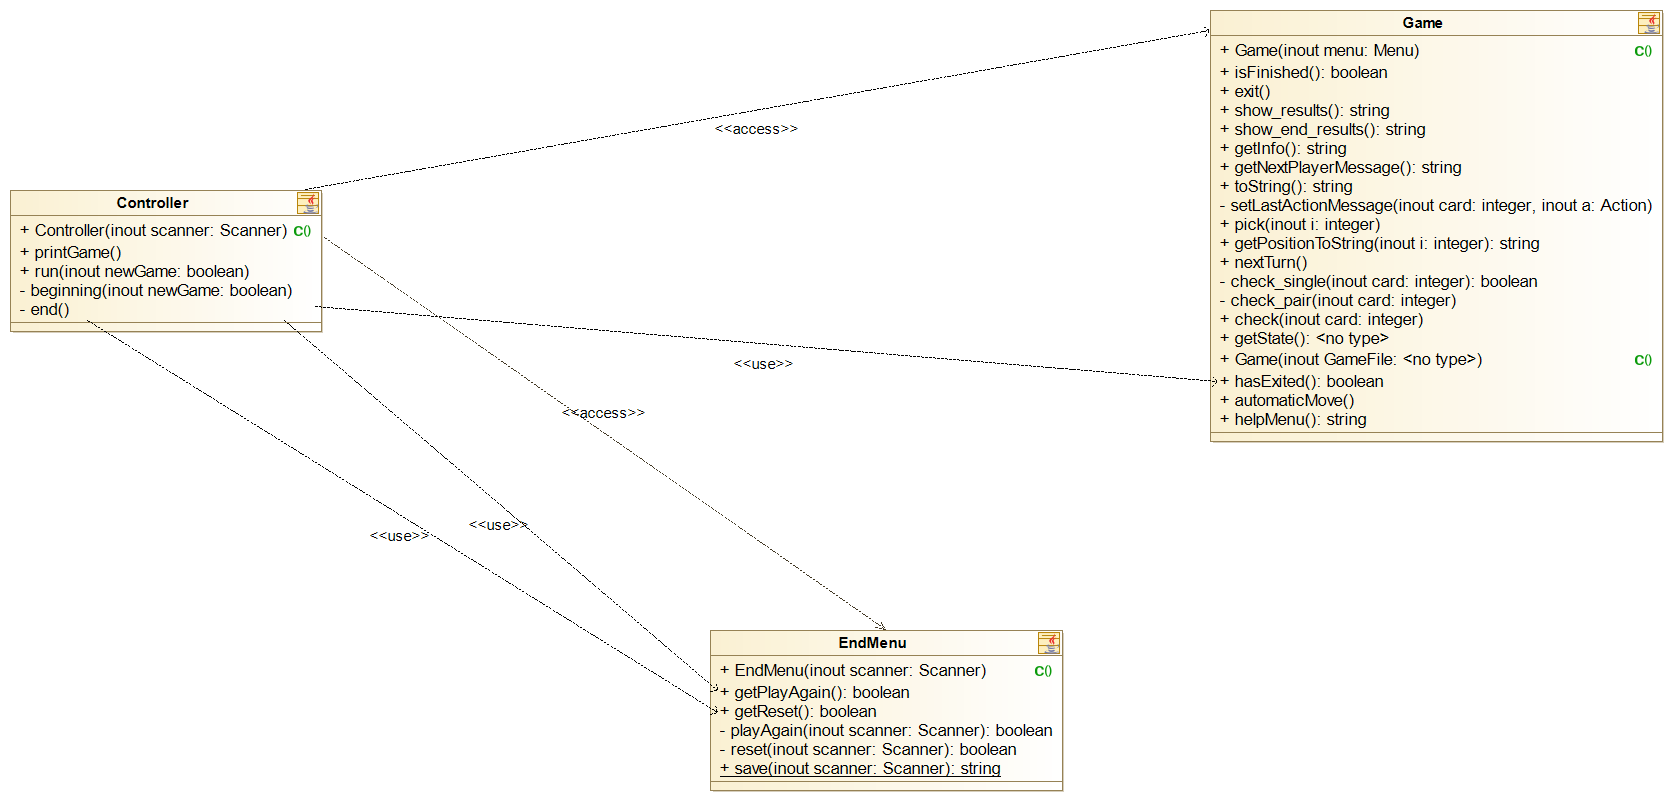 Game
+ Game(inout menu: Menu) C()
+ isFinished(): boolean
+ exit()
+ show_results(): string
+ show_end_results(): string
+ getInfo(): string
+ getNextPlayerMessage(): string
+ toString(): string
- setLastActionMessage(inout card: integer, inout a: Action)
+ pick(inout i: integer)
+ getPositionToString(inout i: integer): string
+ nextTurn()
- check_single(inout card: integer): boolean
- check_pair(inout card: integer)
+ check(inout card: integer)
+ getState(): <no type>
+ Game(inout GameFile: <no type>) C()
+ hasExited(): boolean
+ automaticMove()
+ helpMenu(): string
<<access>>
Controller
+ Controller(inout scanner: Scanner) C()
+ printGame()
+ run(inout newGame: boolean)
- beginning(inout newGame: boolean)
- end()
<<use>>
<<access>>
<<use>>
<<use>>
EndMenu
+ EndMenu(inout scanner: Scanner) C()
+ getPlayAgain(): boolean
+ getReset(): boolean
- playAgain(inout scanner: Scanner): boolean
- reset(inout scanner: Scanner): boolean
+ save(inout scanner: Scanner): string